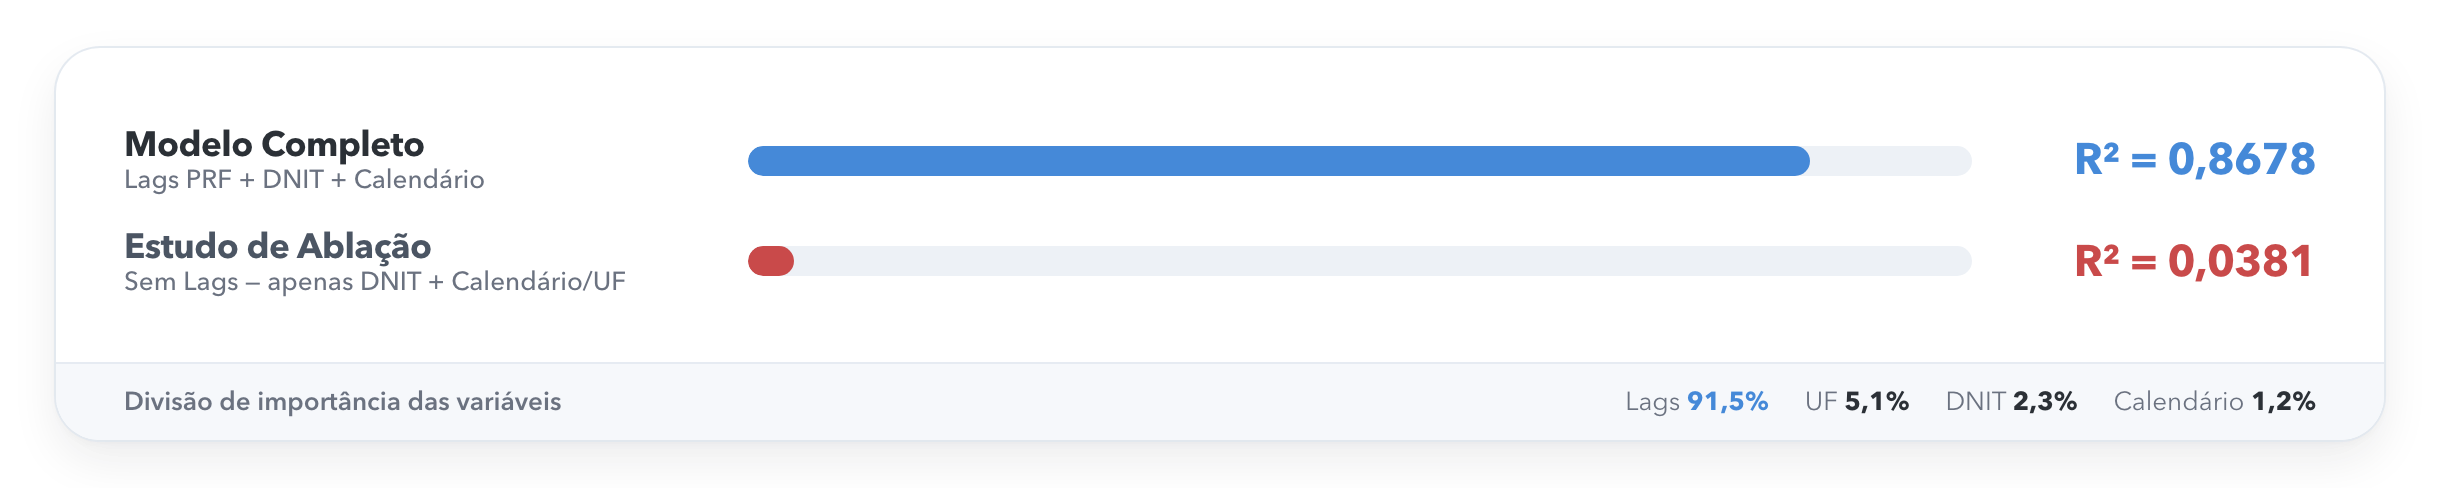 Modelo Completo
Lags PRF + DNIT + Calendário
R² = 0,8678
Estudo de Ablação
Sem Lags – apenas DNIT + Calendário/UF
R² = 0,0381
Divisão de importância das variáveis
Lags 91,5% UF 5,1% DNIT 2,3% Calendário 1,2%